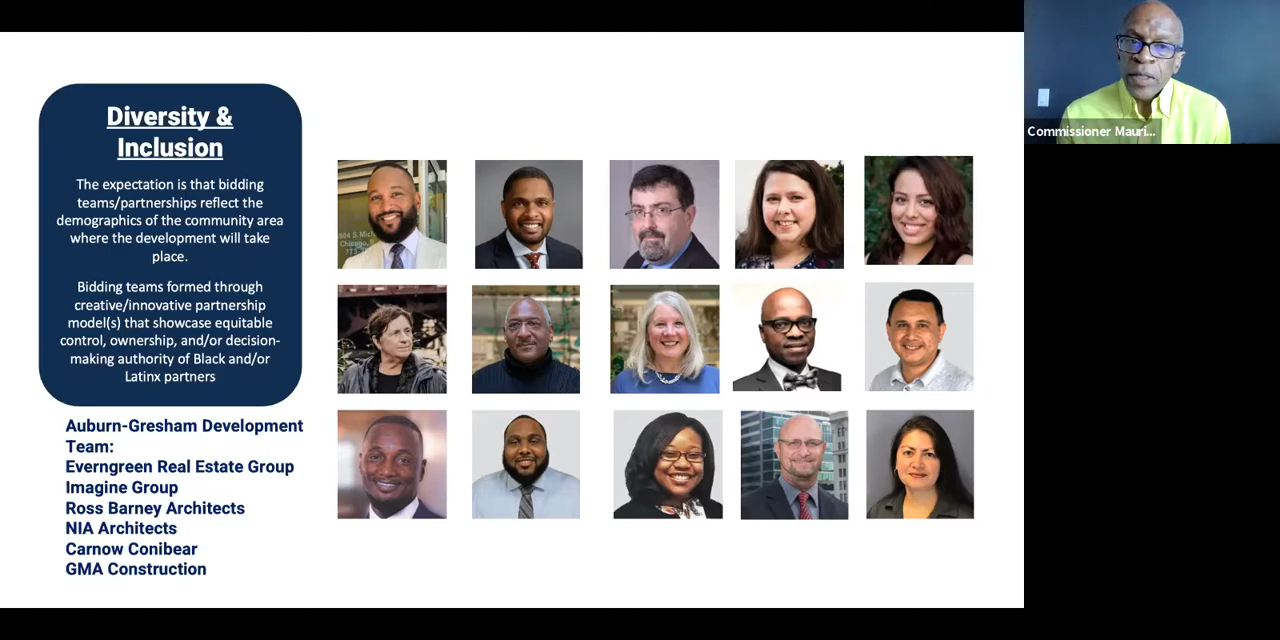 Diversity &
Inclusion
The expectation is that bidding
teams/partnerships reflect the
demographics of the community area
where the development will take
place.
Bidding teams formed through
creative/innovative partnership
model(s) that showcase equitable
control, ownership, and/or decision-
making authority of Black and/or
Latinx partners
Auburn-Gresham Development
Team:
Everngreen Real Estate Group
Imagine Group
Ross Barney Architects
NIA Architects
Carnow Conibear
GMA Construction
Commissioner Mauri...